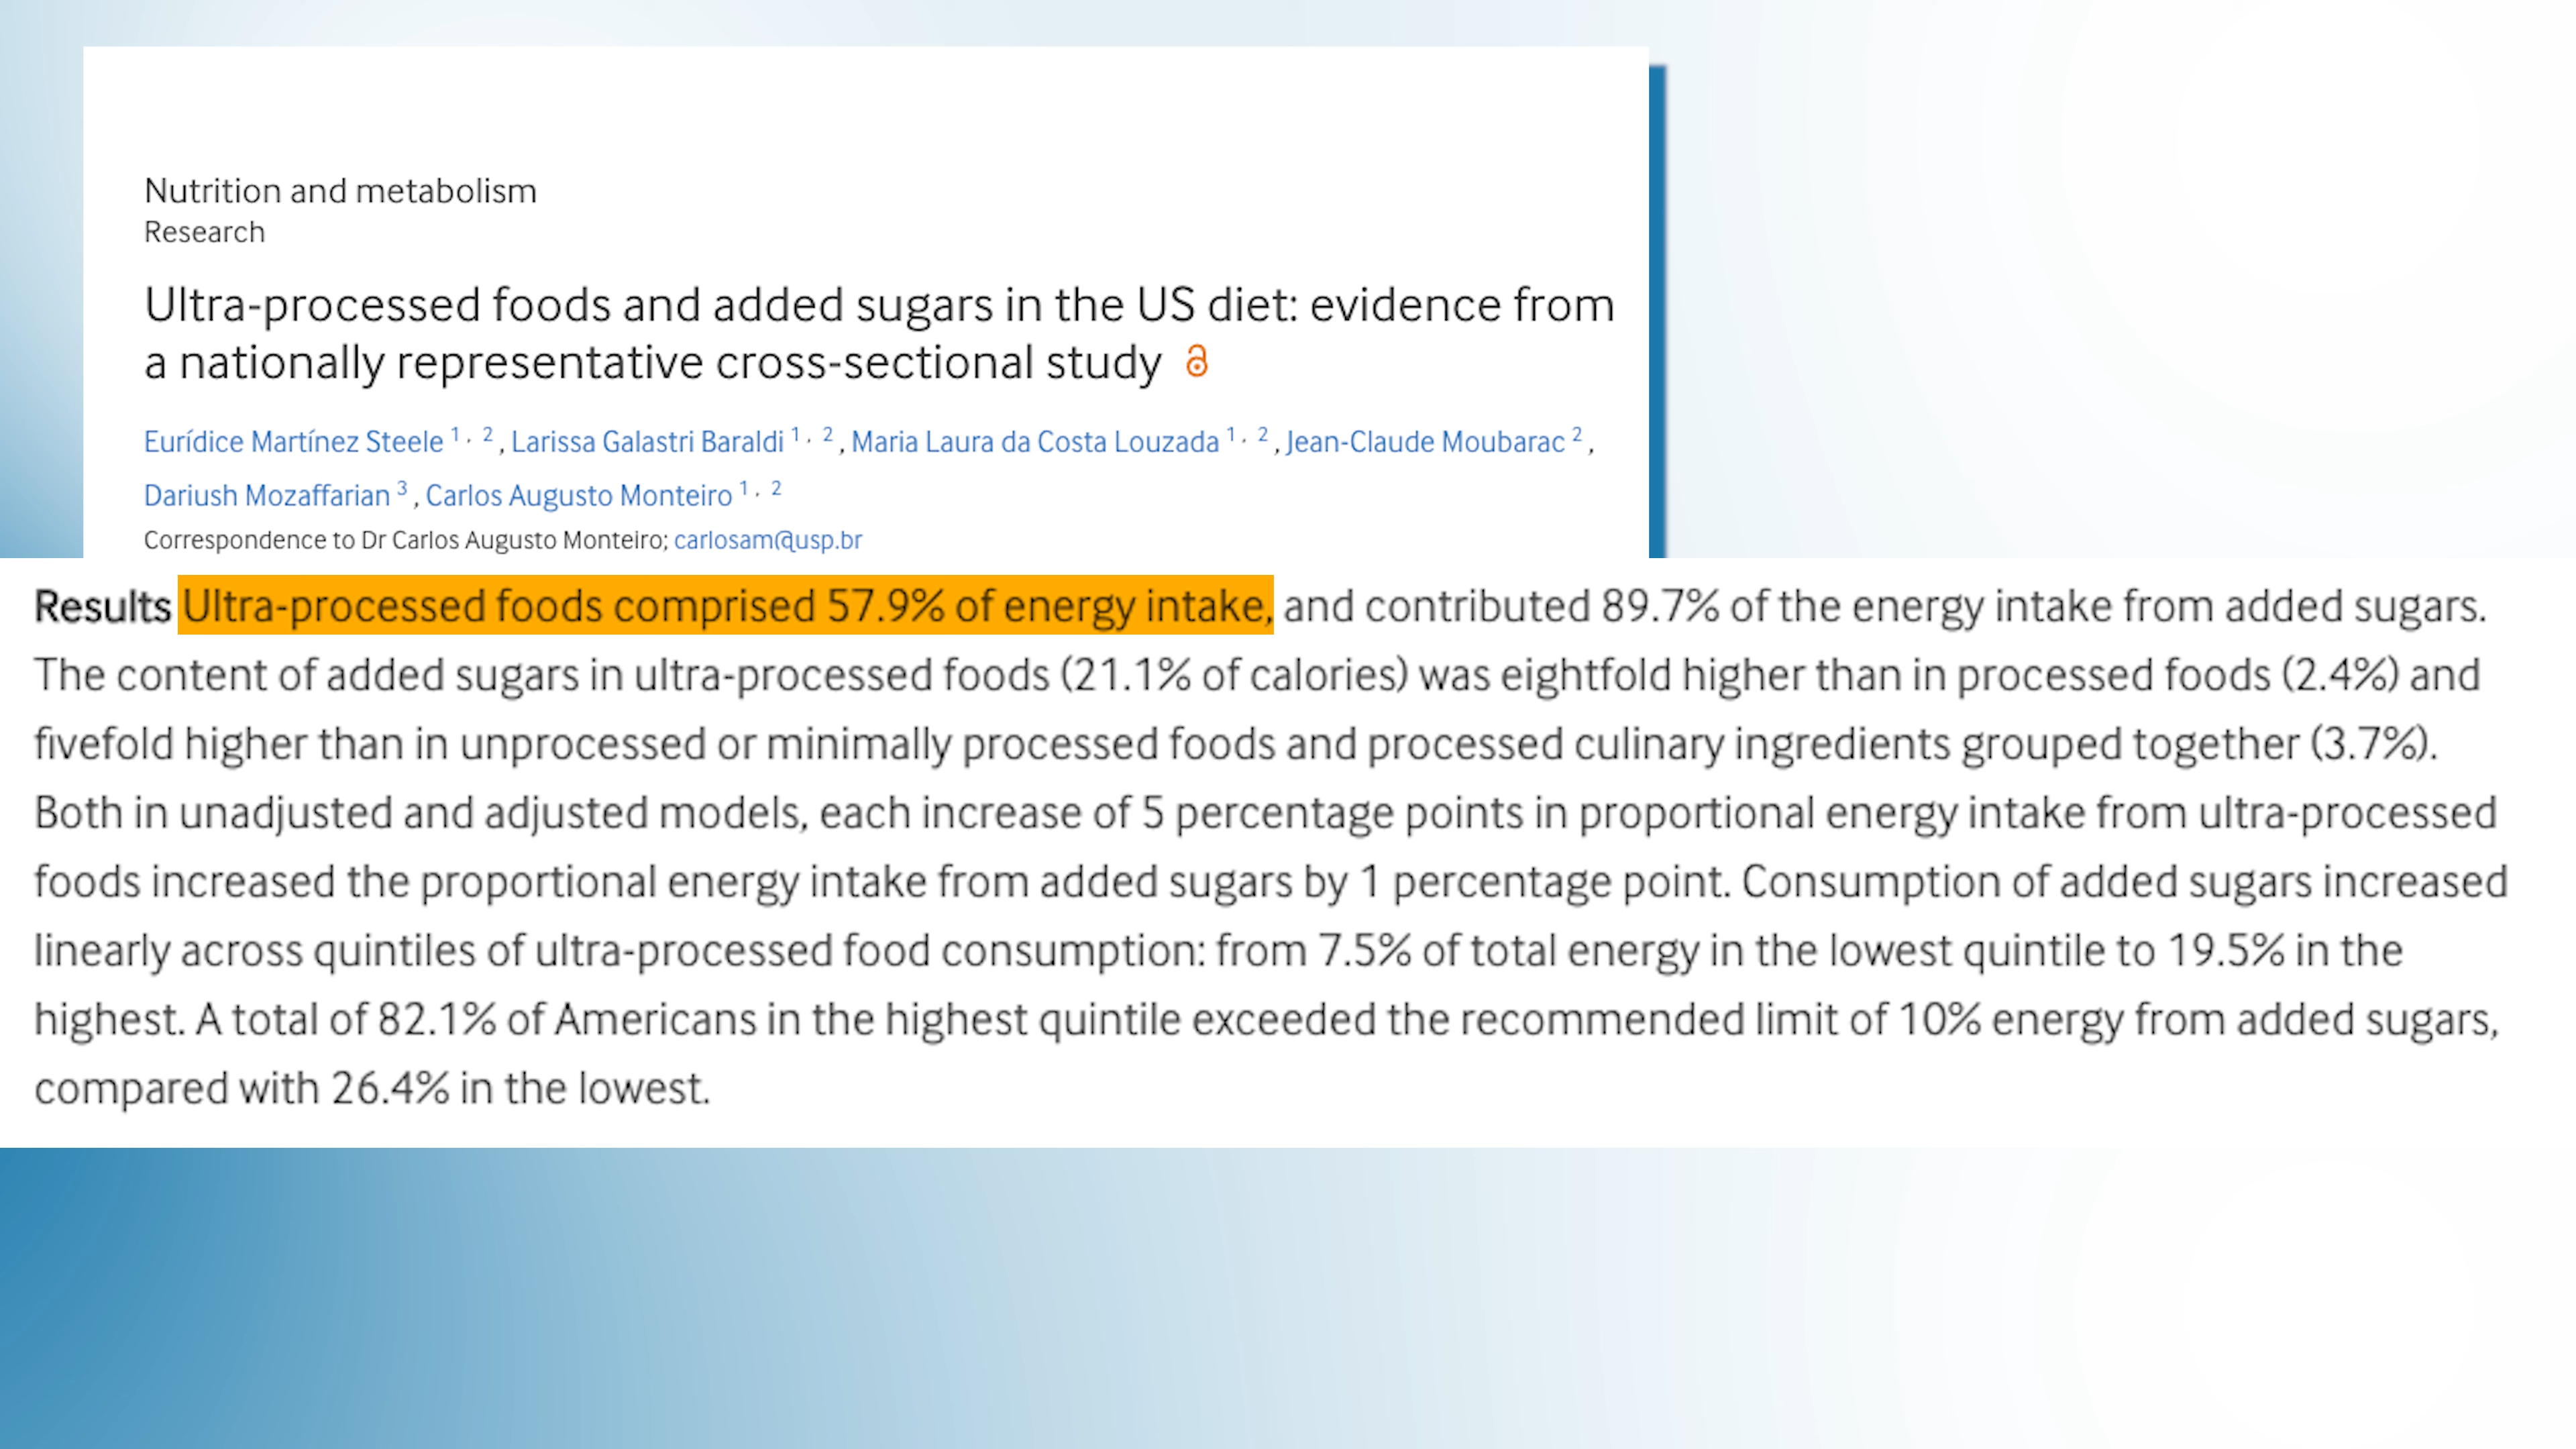 Nutrition and metabolism
Research
Ultra-processed foods and added sugars in the US diet: evidence from
a nationally representative cross-sectional study
Eurídice Martínez Steele 1, 2, Larissa Galastri Baraldi 1, 2, Maria Laura da Costa Louzada 1, 2, Jean-Claude Moubarac 2,
Dariush Mozaffarian 3, Carlos Augusto Monteiro 1, 2
Correspondence to Dr Carlos Augusto Monteiro; carlosam@usp.br
Results Ultra-processed foods comprised 57.9% of energy intake, and contributed 89.7% of the energy intake from added sugars.
The content of added sugars in ultra-processed foods (21.1% of calories) was eightfold higher than in processed foods (2.4%) and
fivefold higher than in unprocessed or minimally processed foods and processed culinary ingredients grouped together (3.7%).
Both in unadjusted and adjusted models, each increase of 5 percentage points in proportional energy intake from ultra-processed
foods increased the proportional energy intake from added sugars by 1 percentage point. Consumption of added sugars increased
linearly across quintiles of ultra-processed food consumption: from 7.5% of total energy in the lowest quintile to 19.5% in the
highest. A total of 82.1% of Americans in the highest quintile exceeded the recommended limit of 10% energy from added sugars,
compared with 26.4% in the lowest.